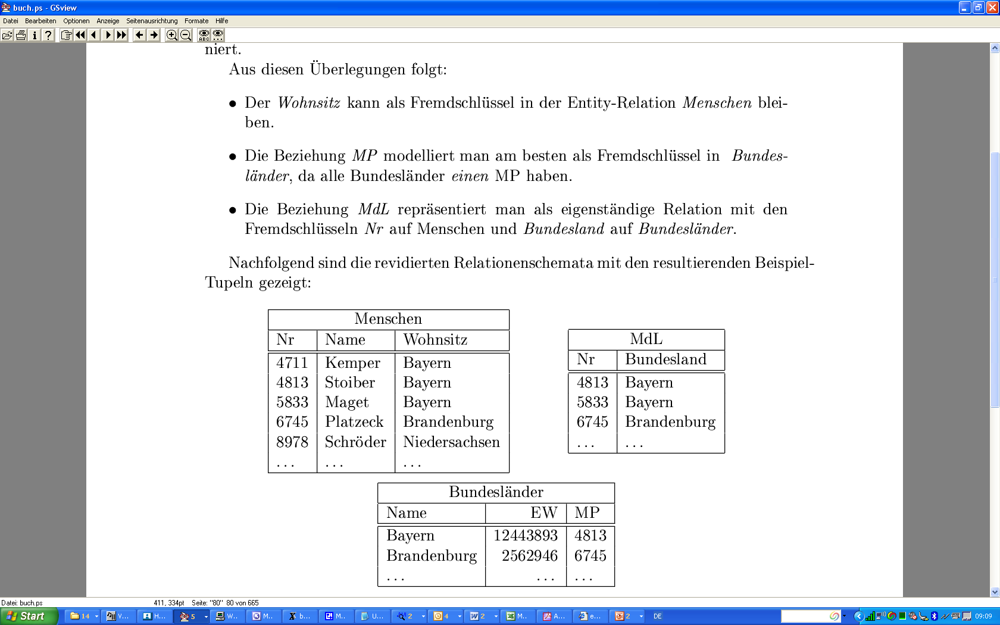 buch.ps - GSview
Datei Bearbeiten Optionen Anzeige Seitenausrichtung Formate Hilfe
niert.
Aus diesen Überlegungen folgt:
• Der Wohnsitz kann als Fremdschlüssel in der Entity-Relation Menschen blei-
ben.
• Die Beziehung MP modelliert man am besten als Fremdschlüssel in Bundes-
länder, da alle Bundesländer einen MP haben.
• Die Beziehung MdL repräsentiert man als eigenständige Relation mit den
Fremdschlüsseln Nr auf Menschen und Bundesland auf Bundesländer.
Nachfolgend sind die revidierten Relationenschemata mit den resultierenden Beispiel-
Tupeln gezeigt:
Menschen
Nr Name Wohnsitz
4711 Kemper Bayern
4813 Stoiber Bayern
5833 Maget Bayern
6745 Platzeck Brandenburg
8978 Schröder Niedersachsen
... ... ...
MdL
Nr Bundesland
4813 Bayern
5833 Bayern
6745 Brandenburg
... ...
Bundesländer
Name EW MP
Bayern 12443893 4813
Brandenburg 2562946 6745
... ... ...
Datei: buch.ps 411, 334pt Seite: "80" 80 von 665
Start 14 V... H... 5 W... M... b... M... U... 2 4 2 M... A... e... 2 DE 09:09